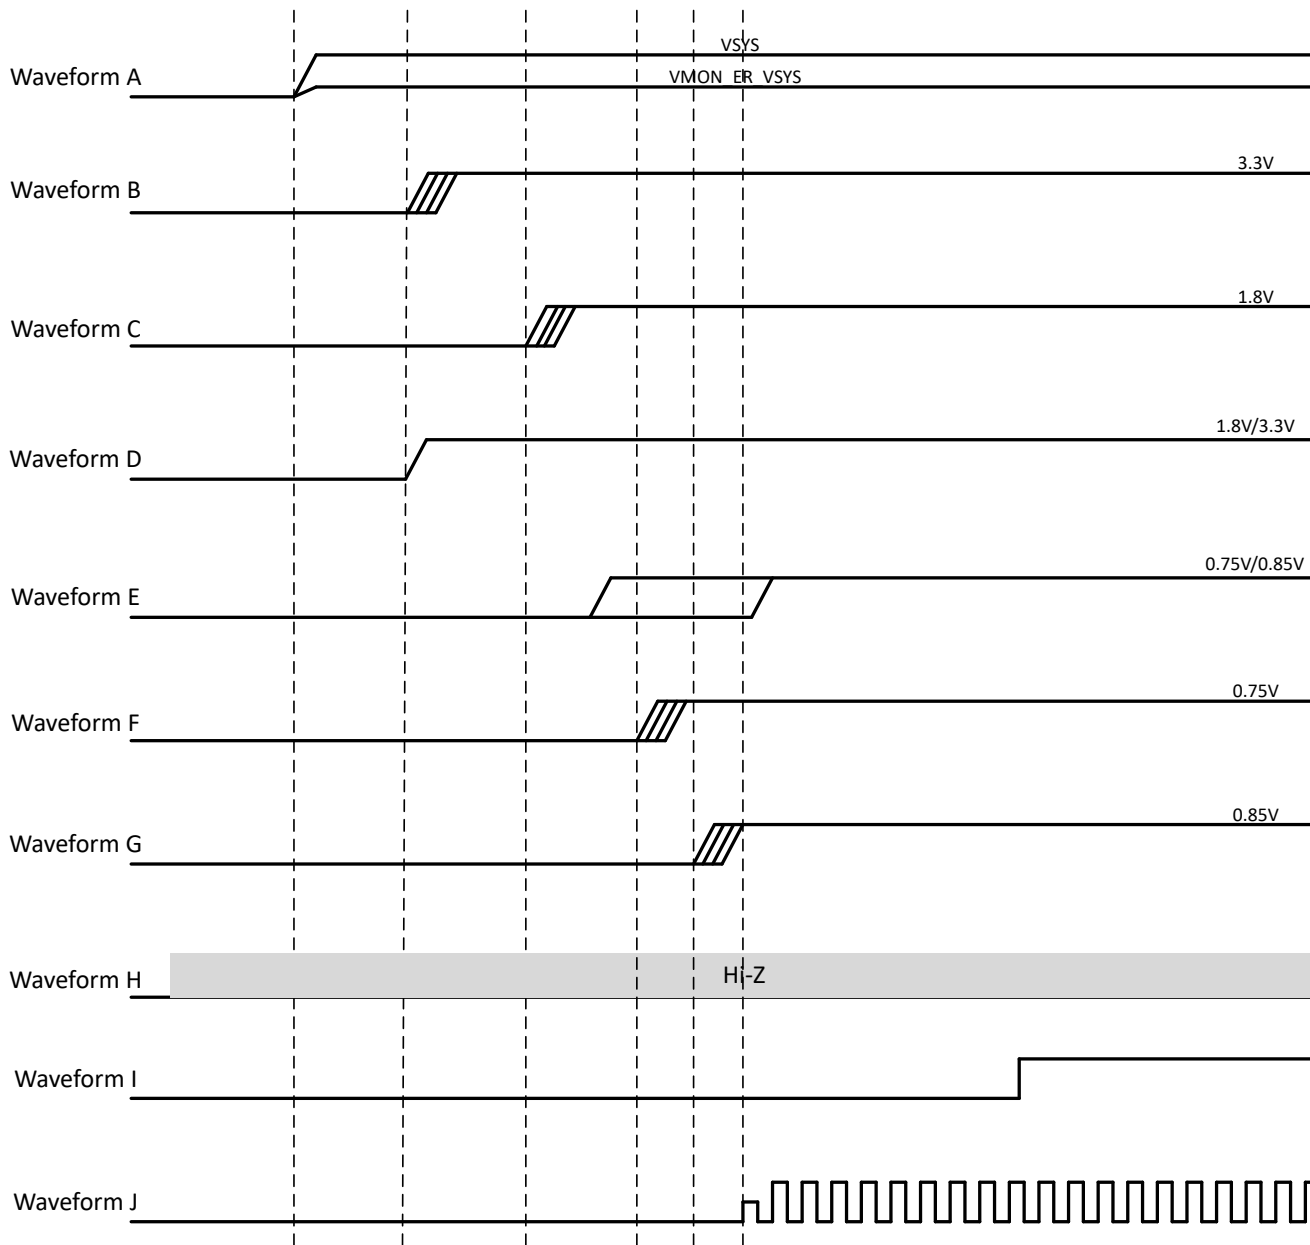 VSYS
Waveform A
VMON_ER_VSYS
3.3V
Waveform B
1.8V
Waveform C
1.8V/3.3V
Waveform D
0.75V/0.85V
Waveform E
0.75V
Waveform F
0.85V
Waveform G
Waveform H
Hi-Z
Waveform I
Waveform J